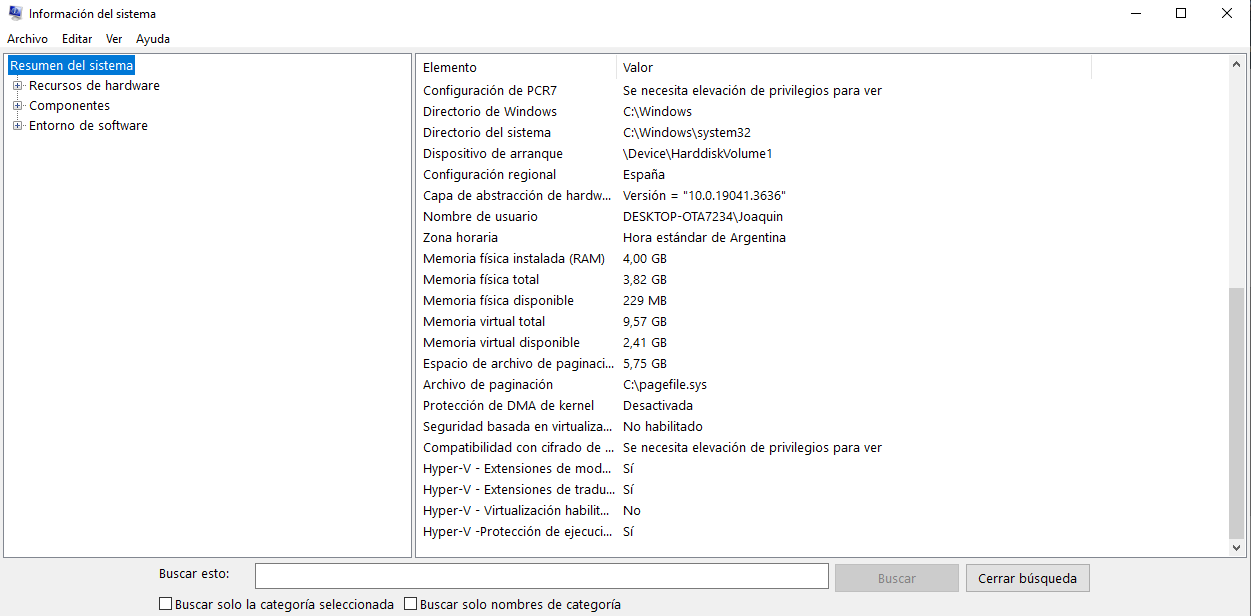 Información del sistema
Archivo Editar Ver Ayuda
Resumen del sistema
Recursos de hardware
Componentes
Entorno de software
Elemento Valor
Configuración de PCR7 Se necesita elevación de privilegios para ver
Directorio de Windows C:\Windows
Directorio del sistema C:\Windows\system32
Dispositivo de arranque \Device\HarddiskVolume1
Configuración regional España
Capa de abstracción de hardw... Versión = "10.0.19041.3636"
Nombre de usuario DESKTOP-OTA7234\Joaquin
Zona horaria Hora estándar de Argentina
Memoria física instalada (RAM) 4,00 GB
Memoria física total 3,82 GB
Memoria física disponible 229 MB
Memoria virtual total 9,57 GB
Memoria virtual disponible 2,41 GB
Espacio de archivo de paginaci... 5,75 GB
Archivo de paginación C:\pagefile.sys
Protección de DMA de kernel Desactivada
Seguridad basada en virtualiza... No habilitado
Compatibilidad con cifrado de ... Se necesita elevación de privilegios para ver
Hyper-V - Extensiones de mod... Sí
Hyper-V - Extensiones de tradu... Sí
Hyper-V - Virtualización habilit... No
Hyper-V -Protección de ejecuci... Sí
Buscar esto: Buscar Cerrar búsqueda
Buscar solo la categoría seleccionada Buscar solo nombres de categoría